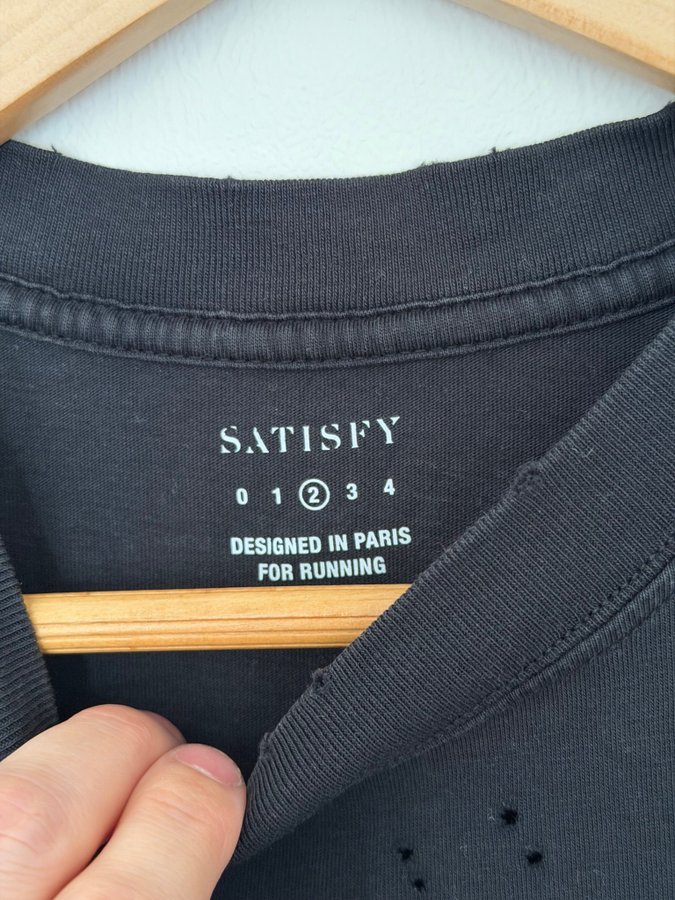 SATISFY
0 1 2 3 4
DESIGNED IN PARIS
FOR RUNNING